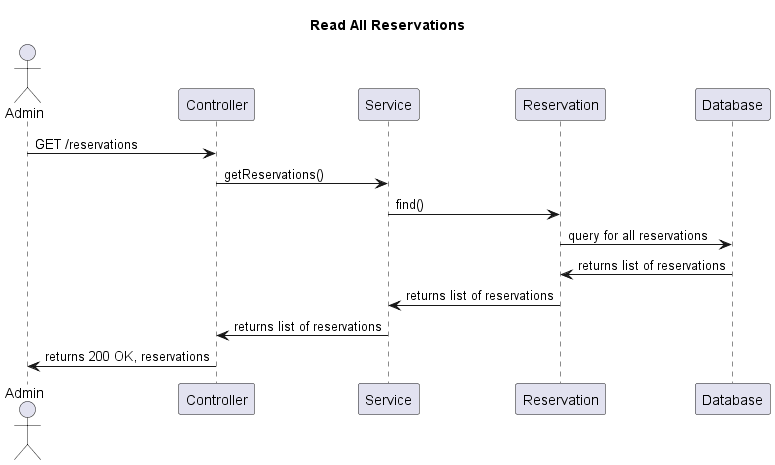 Read All Reservations
Admin
Controller
Service
Reservation
Database
GET /reservations
getReservations()
find()
query for all reservations
returns list of reservations
returns list of reservations
returns list of reservations
returns 200 OK, reservations
Admin
Controller
Service
Reservation
Database